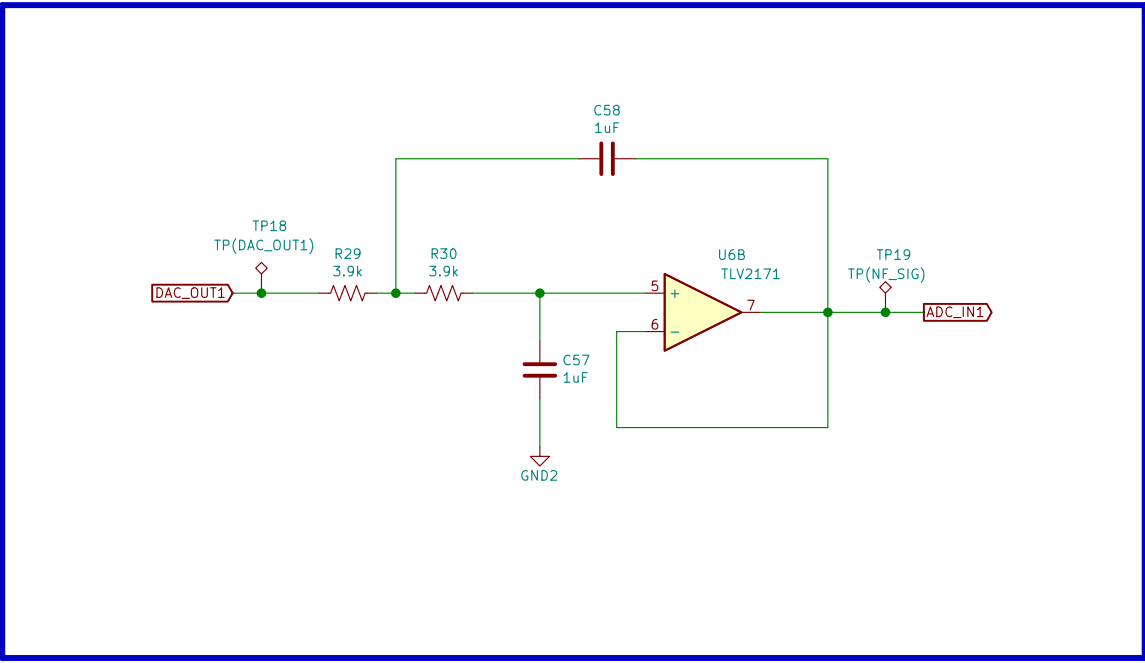 C58
1uF
TP18
TP(DAC_OUT1)
R29
3.9k
R30
3.9k
U6B
TLV2171
TP19
TP(NF_SIG)
DAC_OUT1
5
+
7
ADC_IN1
6
−
C57
1uF
GND2